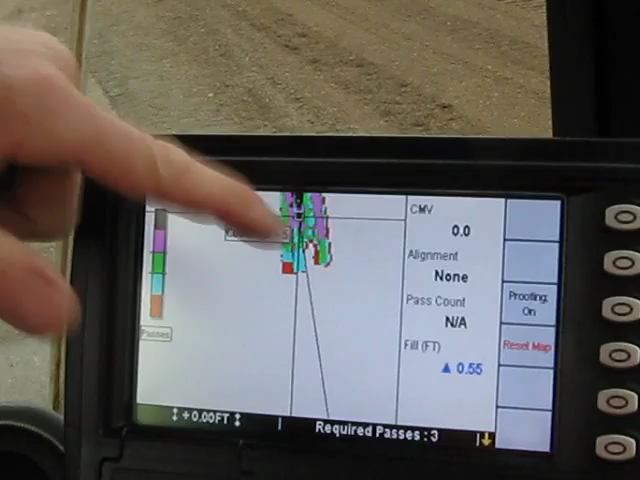 CMV
0.0
Alignment
None
Pass Count
N/A
Fill (FT)
▲ 0.55
Proofing:
On
Reset Map
Passes
+0.00FT
Required Passes : 3